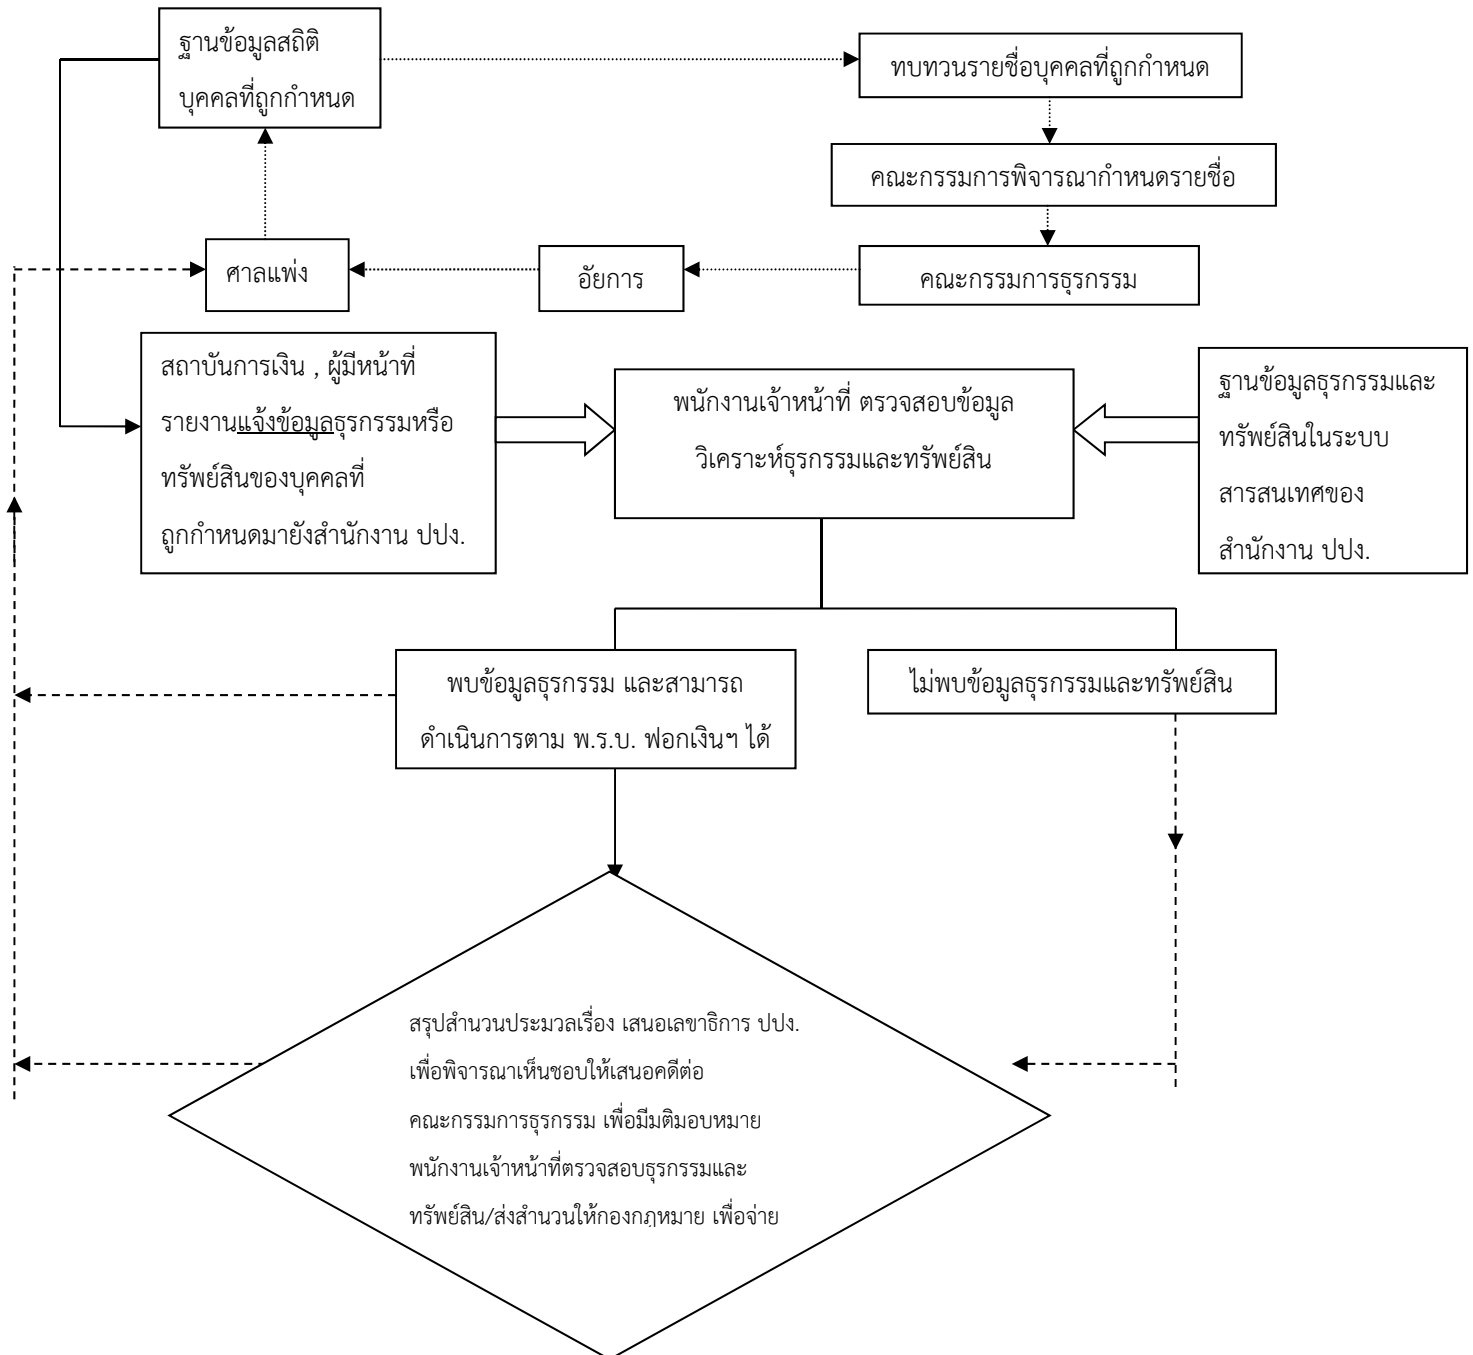 ฐานข้อมูลสถิติ
บุคคลที่ถูกกำหนด
ทบทวนรายชื่อบุคคลที่ถูกกำหนด
คณะกรรมการพิจารณากำหนดรายชื่อ
ศาลแพ่ง
อัยการ
คณะกรรมการธุรกรรม
สถาบันการเงิน , ผู้มีหน้าที่
รายงานแจ้งข้อมูลธุรกรรมหรือ
ทรัพย์สินของบุคคลที่
ถูกกำหนดมายังสำนักงาน ปปง.
พนักงานเจ้าหน้าที่ ตรวจสอบข้อมูล
วิเคราะห์ธุรกรรมและทรัพย์สิน
ฐานข้อมูลธุรกรรมและ
ทรัพย์สินในระบบ
สารสนเทศของ
สำนักงาน ปปง.
พบข้อมูลธุรกรรม และสามารถ
ดำเนินการตาม พ.ร.บ. ฟอกเงินฯ ได้
ไม่พบข้อมูลธุรกรรมและทรัพย์สิน
สรุปสำนวนประมวลเรื่อง เสนอเลขาธิการ ปปง.
เพื่อพิจารณาเห็นชอบให้เสนอคดีต่อ
คณะกรรมการธุรกรรม เพื่อมีมติมอบหมาย
พนักงานเจ้าหน้าที่ตรวจสอบธุรกรรมและ
ทรัพย์สิน/ส่งสำนวนให้กองกฎหมาย เพื่อจ่าย